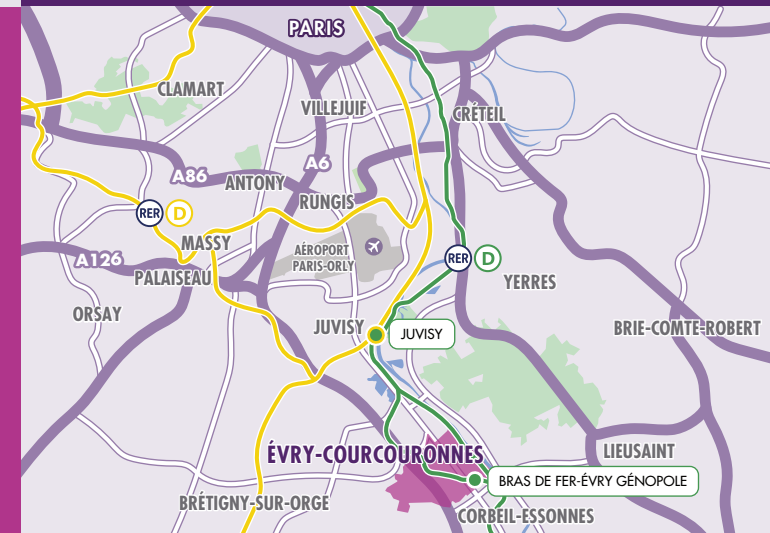 PARIS
CLAMART
VILLEJUIF
CRÉTEIL
A6
A86
ANTONY
RUNGIS
RER D
MASSY
AÉROPORT
PARIS-ORLY
RER D
A126
PALAISEAU
YERRES
ORSAY
JUVISY
JUVISY
BRIE-COMTE-ROBERT
ÉVRY-COURCOURONNES
LIEUSAINT
BRAS DE FER-ÉVRY GÉNOPOLE
BRÉTIGNY-SUR-ORGE
CORBEIL-ESSONNES